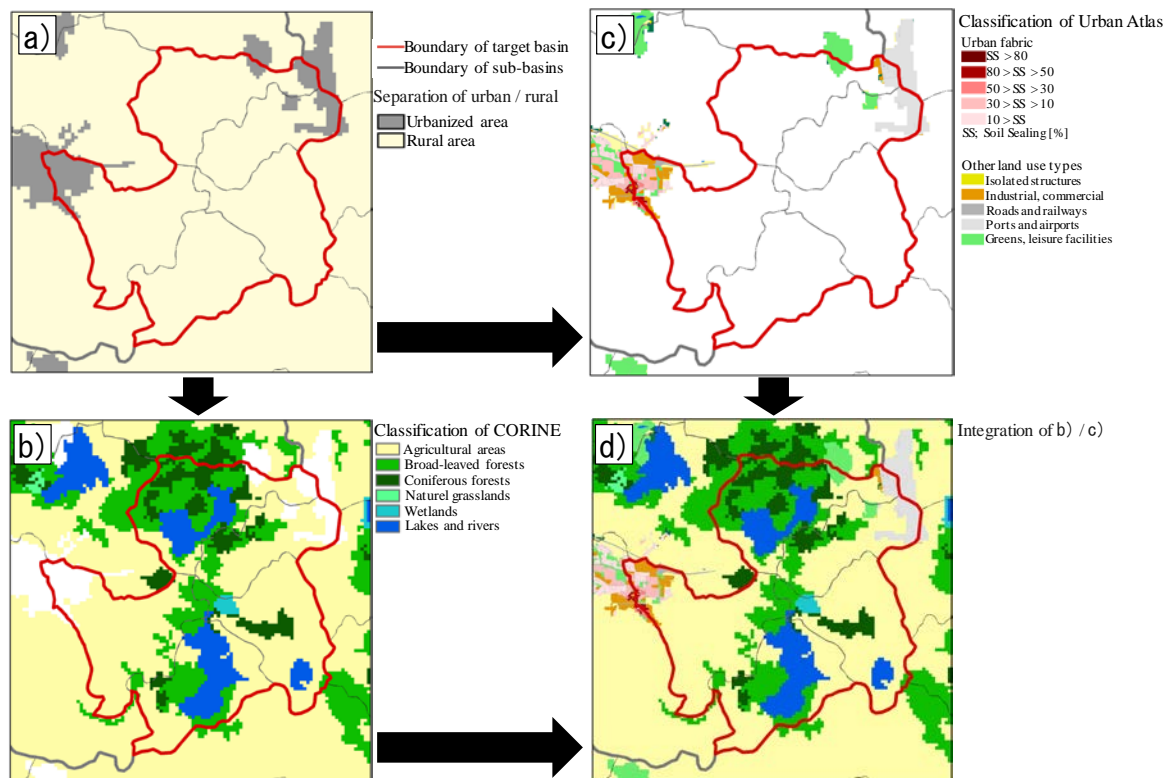 a)
Boundary of target basin
Boundary of sub-basins
Separation of urban / rural
Urbanized area
Rural area
c)
Classification of Urban Atlas
Urban fabric
SS > 80
80 > SS > 50
50 > SS > 30
30 > SS > 10
10 > SS
SS; Soil Sealing [%]
Other land use types
Isolated structures
Industrial, commercial
Roads and railways
Ports and airports
Greens, leisure facilities
b)
Classification of CORINE
Agricultural areas
Broad-leaved forests
Coniferous forests
Naturel grasslands
Wetlands
Lakes and rivers
d)
Integration of b) / c)